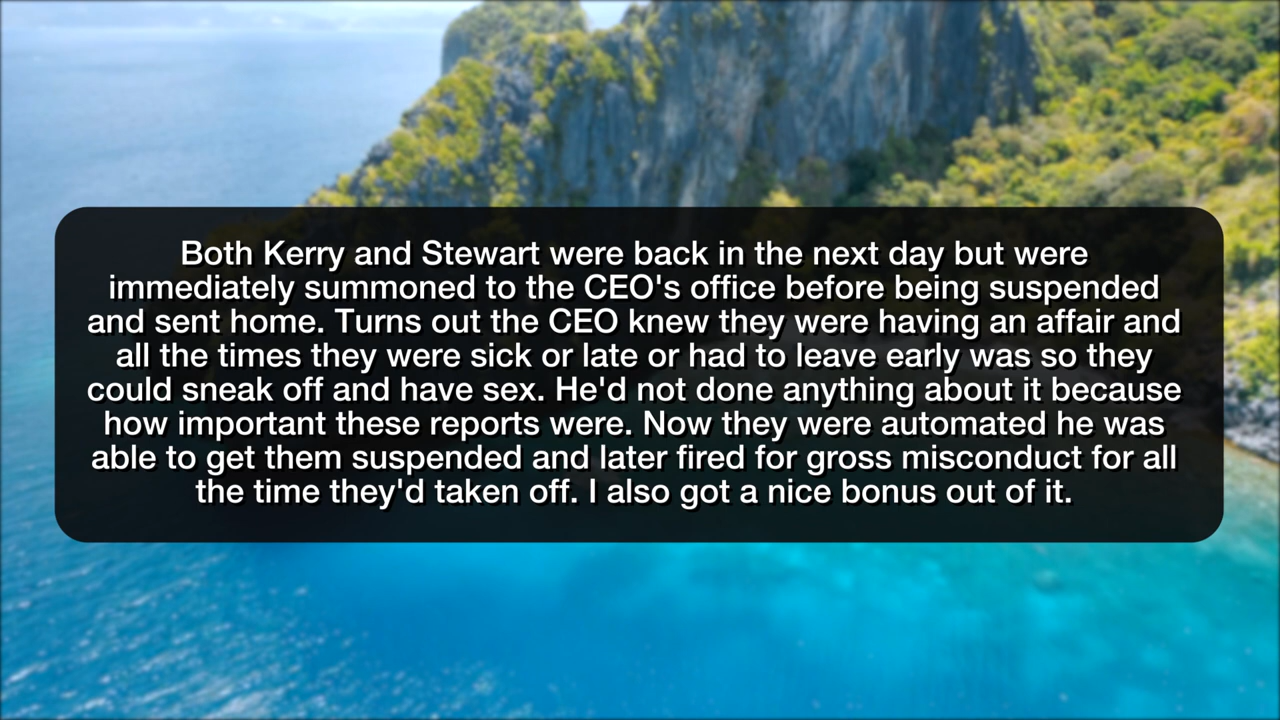 Both Kerry and Stewart were back in the next day but were
immediately summoned to the CEO's office before being suspended
and sent home. Turns out the CEO knew they were having an affair and
all the times they were sick or late or had to leave early was so they
could sneak off and have sex. He'd not done anything about it because
how important these reports were. Now they were automated he was
able to get them suspended and later fired for gross misconduct for all
the time they'd taken off. I also got a nice bonus out of it.